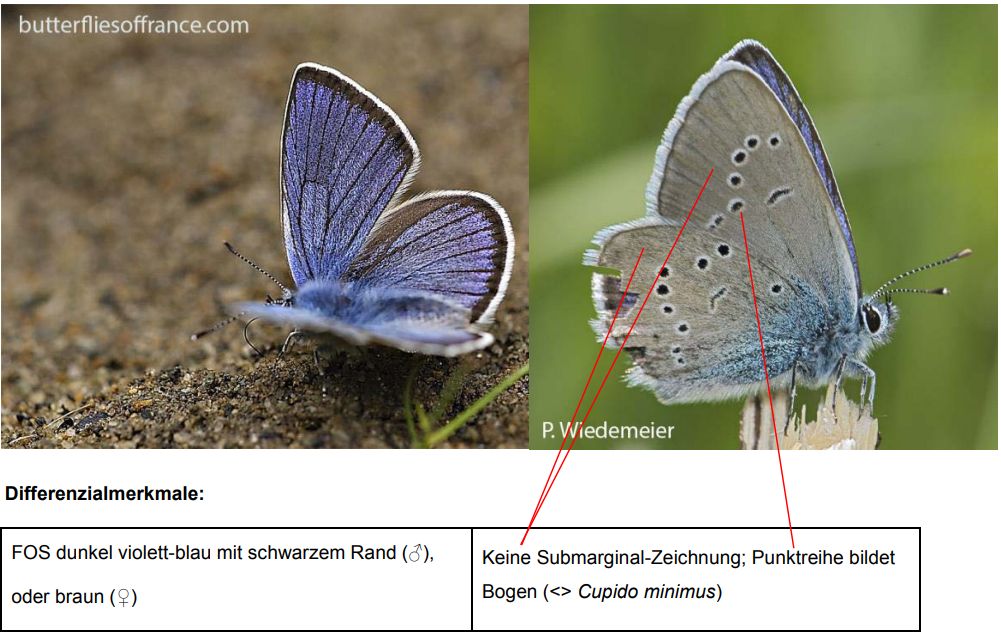 butterfliesoffrance.com
P. Wiedemeier
Differenzialmerkmale:
FOS dunkel violett-blau mit schwarzem Rand (♂),
oder braun (♀)
Keine Submarginal-Zeichnung; Punktreihe bildet
Bogen (<> Cupido minimus)